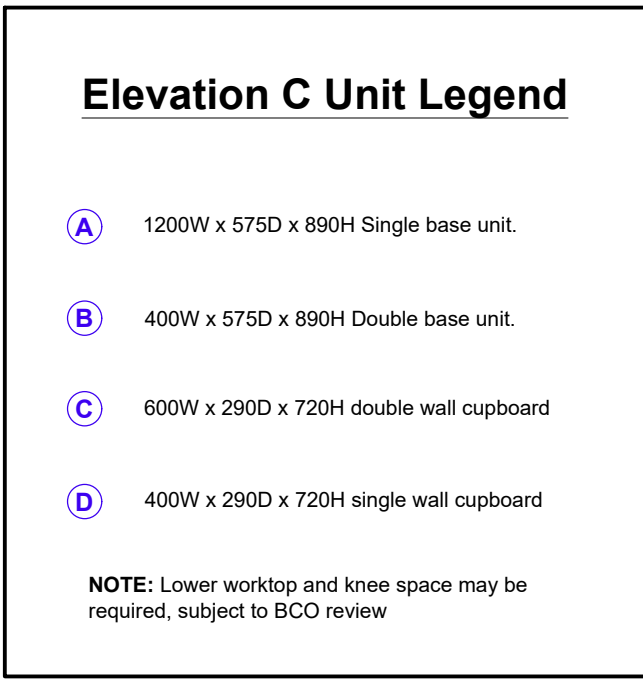 Elevation C Unit Legend
A 1200W x 575D x 890H Single base unit.
B 400W x 575D x 890H Double base unit.
C 600W x 290D x 720H double wall cupboard
D 400W x 290D x 720H single wall cupboard
NOTE: Lower worktop and knee space may be
required, subject to BCO review